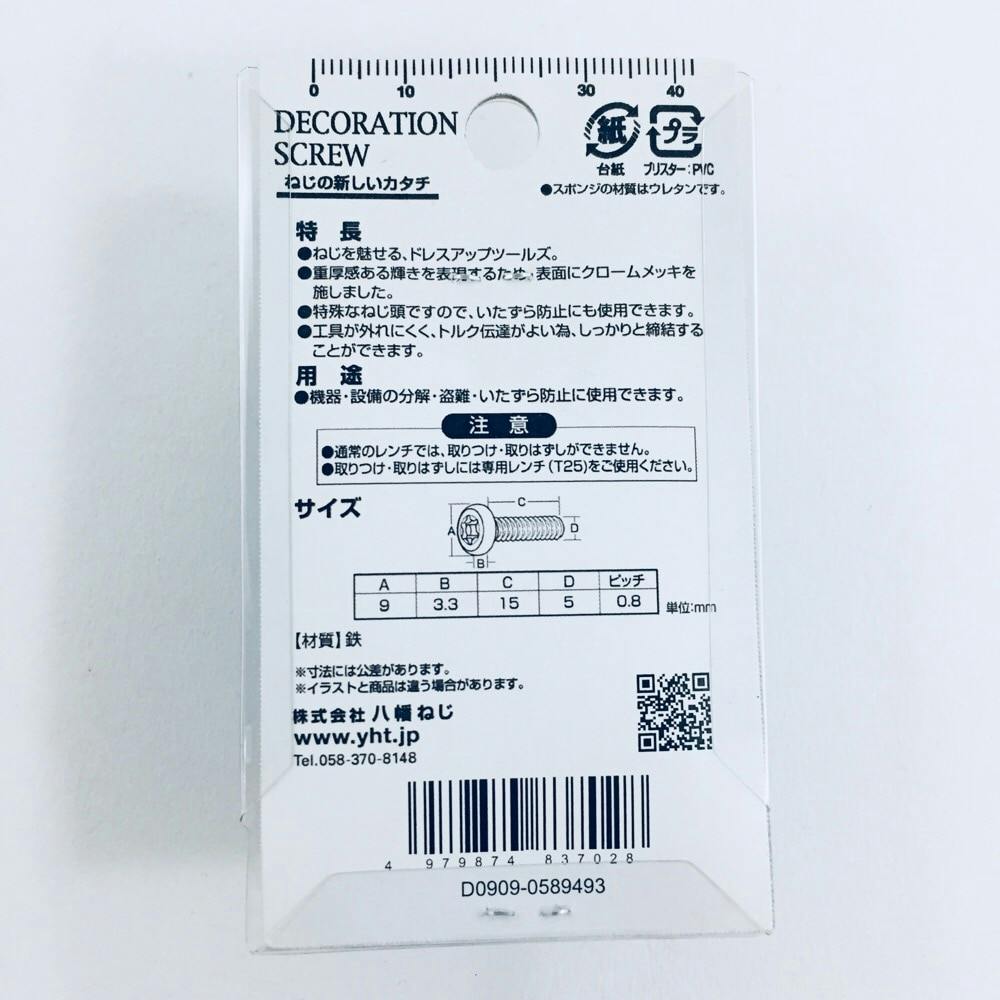 0 10 30 40
DECORATION
SCREW
ねじの新しいカタチ
紙 プラ
台紙 ブリスター:PVC
●スポンジの材質はウレタンです。
特 長
●ねじを魅せる、ドレスアップツールズ。
●重厚感ある輝きを表現するため、表面にクロームメッキを
施しました。
●特殊なねじ頭ですので、いたずら防止にも使用できます。
●工具が外れにくく、トルク伝達がよい為、しっかりと締結する
ことができます。
用 途
●機器・設備の分解・盗難・いたずら防止に使用できます。
注 意
●通常のレンチでは、取りつけ・取りはずしができません。
●取りつけ・取りはずしには専用レンチ(T25)をご使用ください。
サイズ
C
A D
B
A B C D ピッチ
9 3.3 15 5 0.8 単位:mm
【材質】鉄
※寸法には公差があります。
※イラストと商品は違う場合があります。
株式会社 八幡ねじ
www.yht.jp
Tel.058-370-8148
4 979874 837028
D0909-0589493